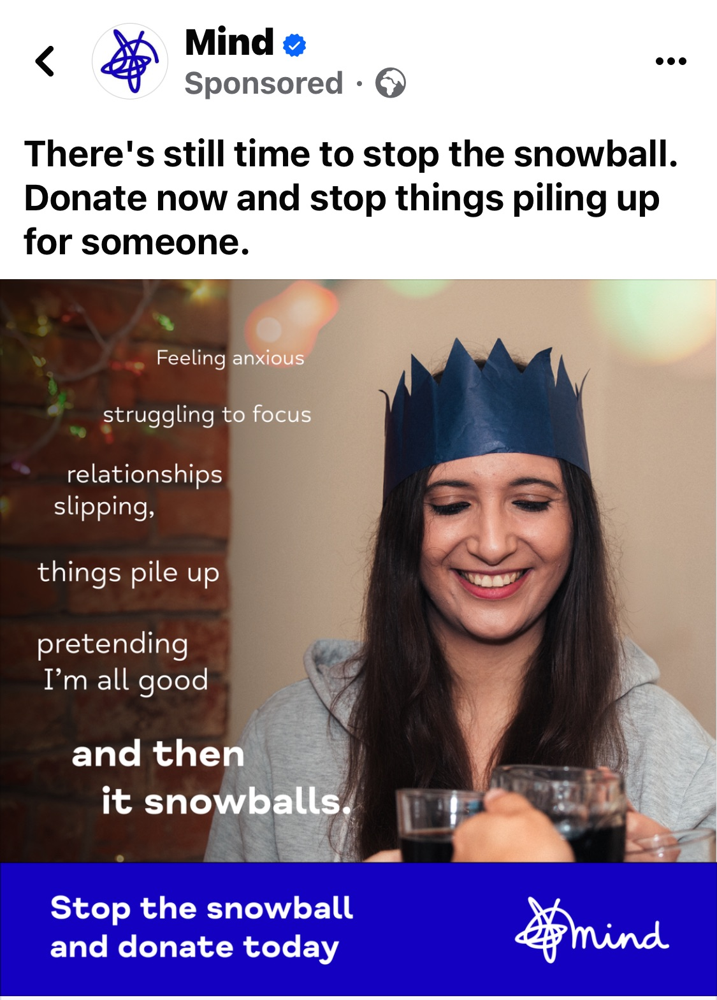 Mind
Sponsored ·
There's still time to stop the snowball.
Donate now and stop things piling up
for someone.
Feeling anxious
struggling to focus
relationships
slipping,
things pile up
pretending
I’m all good
and then
it snowballs.
Stop the snowball
and donate today
mind